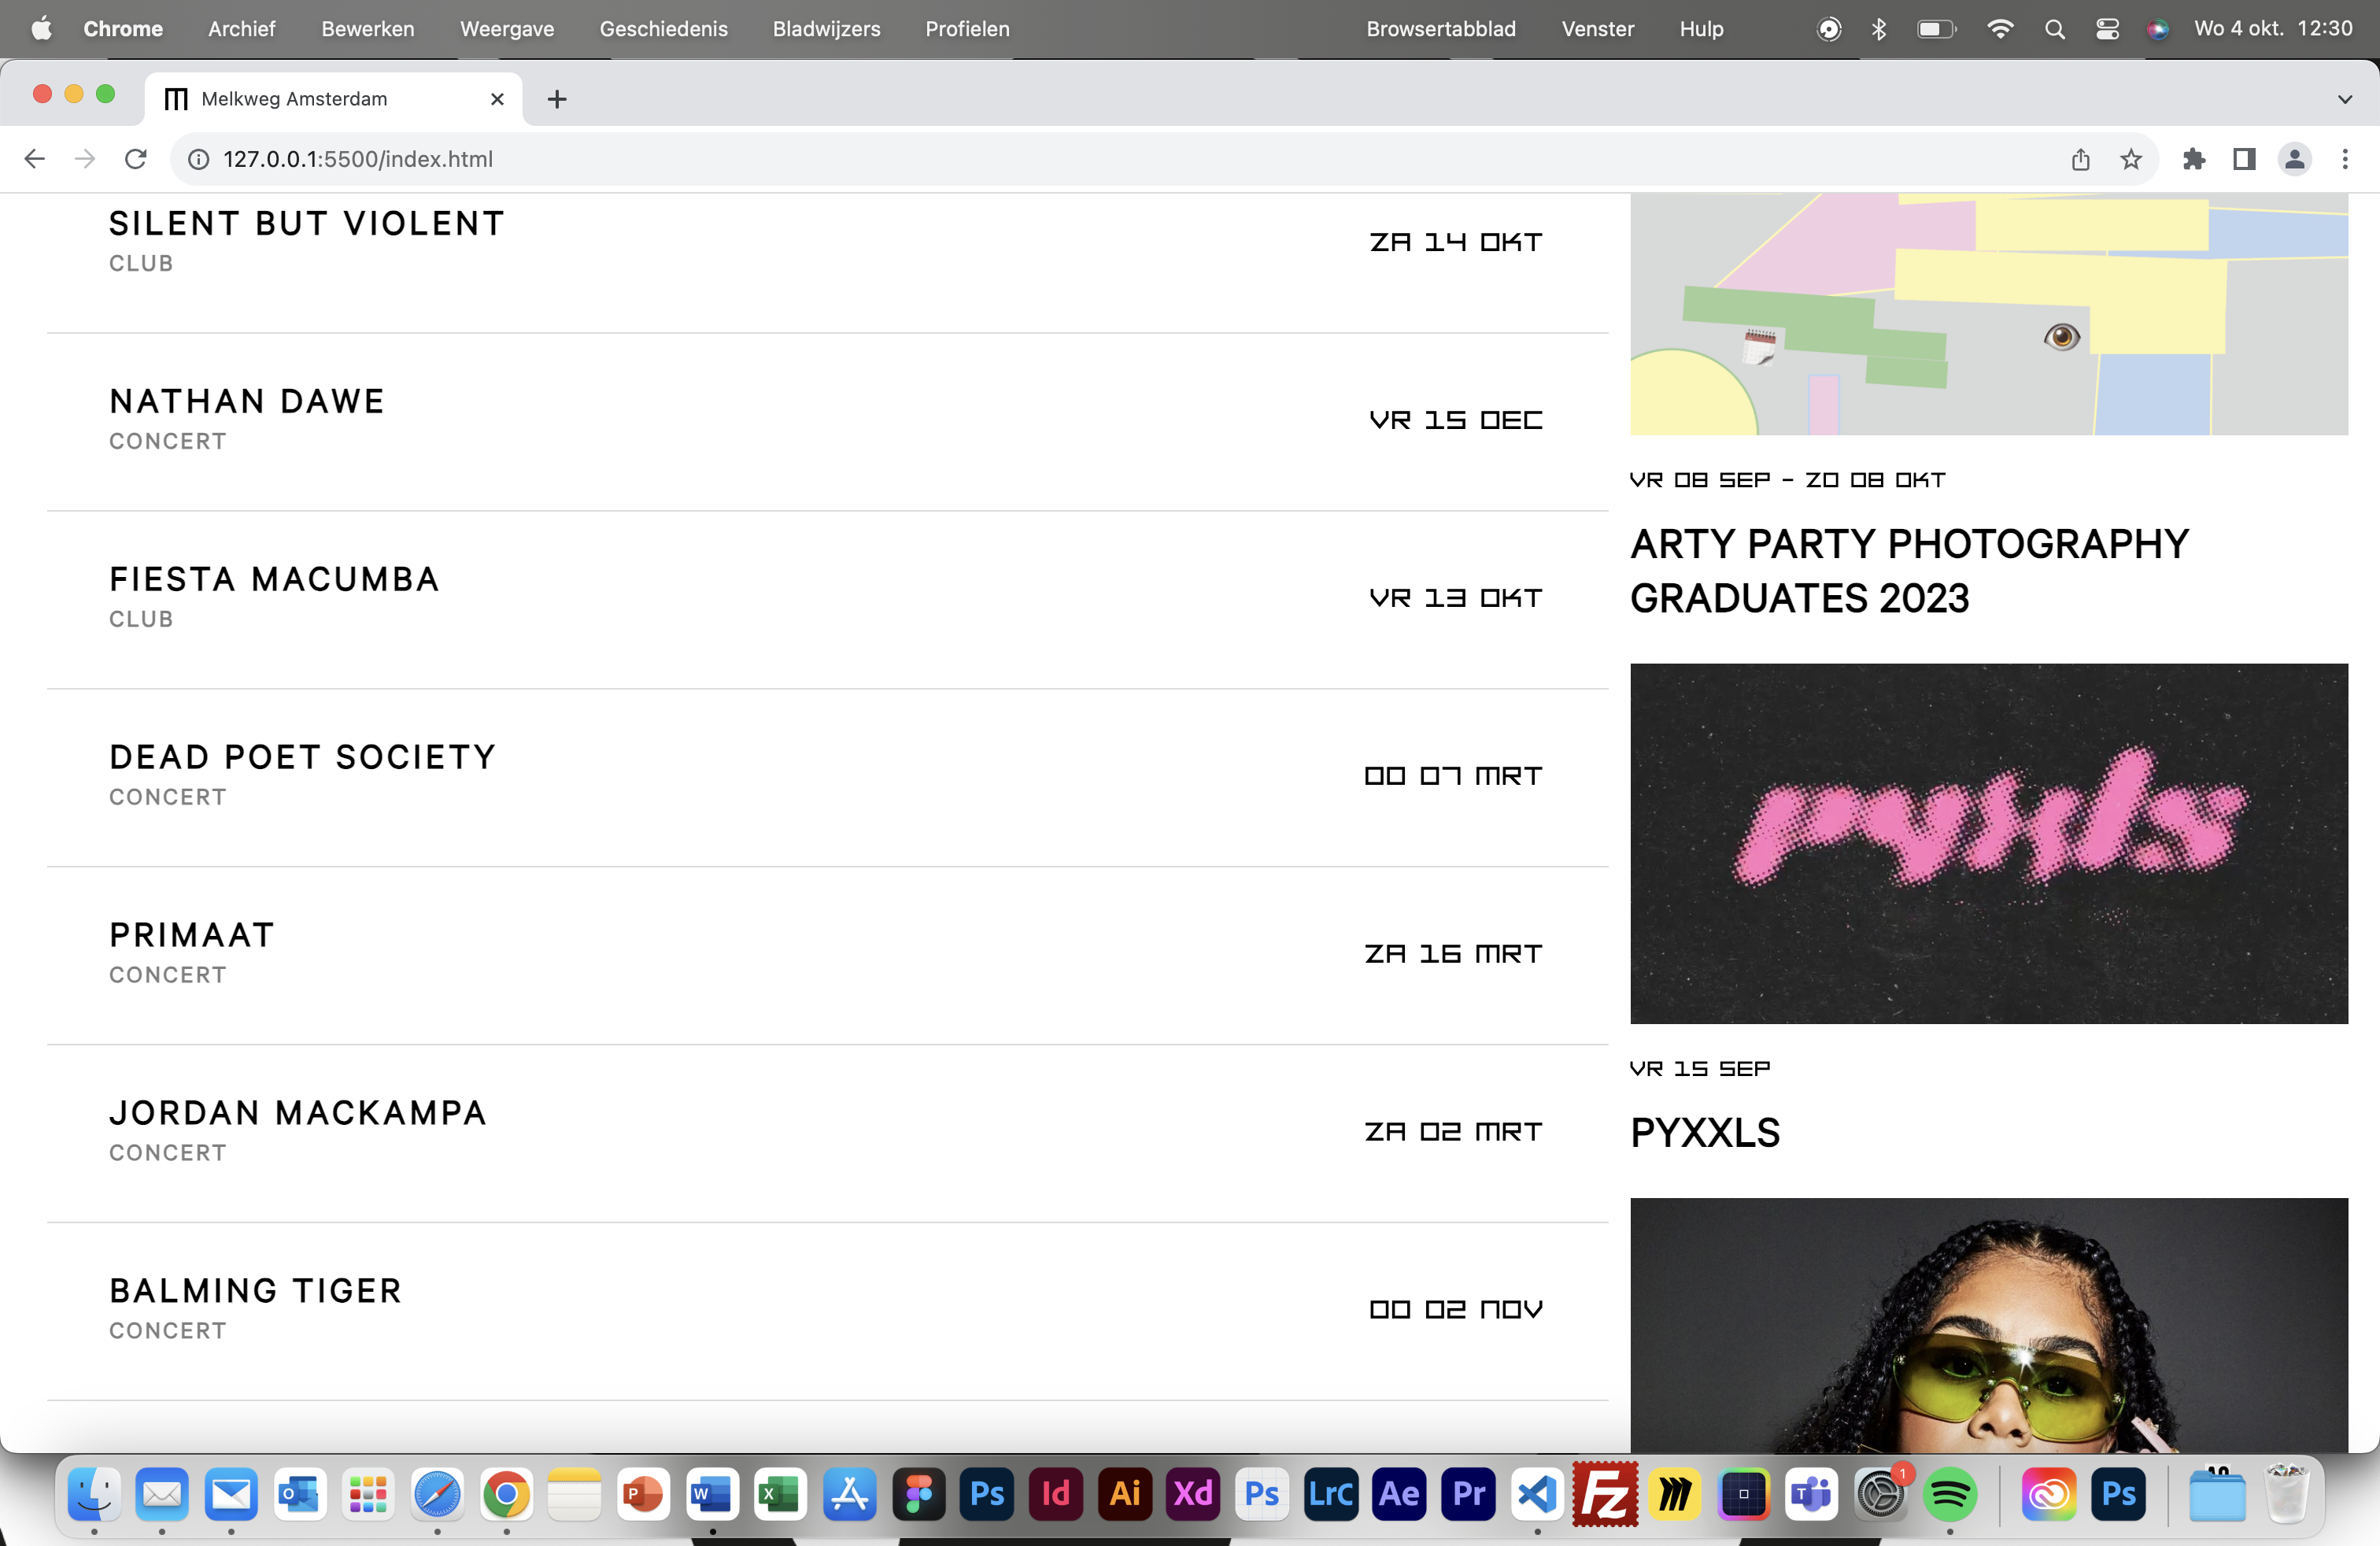 Chrome Archief Bewerken Weergave Geschiedenis Bladwijzers Profielen Browsertabblad Venster Hulp Wo 4 okt. 12:30
Melkweg Amsterdam
127.0.0.1:5500/index.html
SILENT BUT VIOLENT
CLUB
ZA 14 OKT
NATHAN DAWE
CONCERT
VR 15 DEC
FIESTA MACUMBA
CLUB
VR 13 OKT
DEAD POET SOCIETY
CONCERT
DO 07 MRT
PRIMAAT
CONCERT
ZA 16 MRT
JORDAN MACKAMPA
CONCERT
ZA 02 MRT
BALMING TIGER
CONCERT
DO 02 NOV
VR 08 SEP - ZO 08 OKT
ARTY PARTY PHOTOGRAPHY
GRADUATES 2023
pyxxls
VR 15 SEP
PYXXLS
O P W X Ps Id Ai Xd Ps LrC Ae Pr Fz T 1 Ps